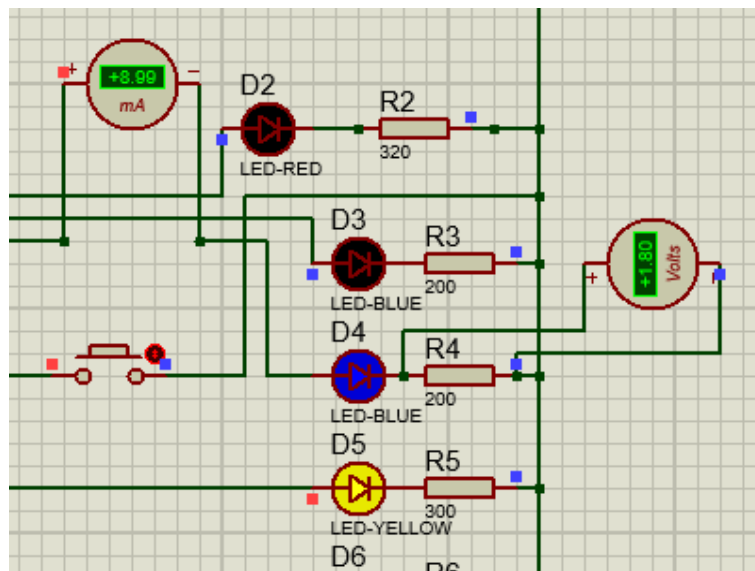 +8.99
mA
+
−
D2
R2
LED-RED
320
D3
R3
LED-BLUE
200
+1.80
Volts
+
D4
R4
LED-BLUE
200
D5
R5
LED-YELLOW
300
D6
R6